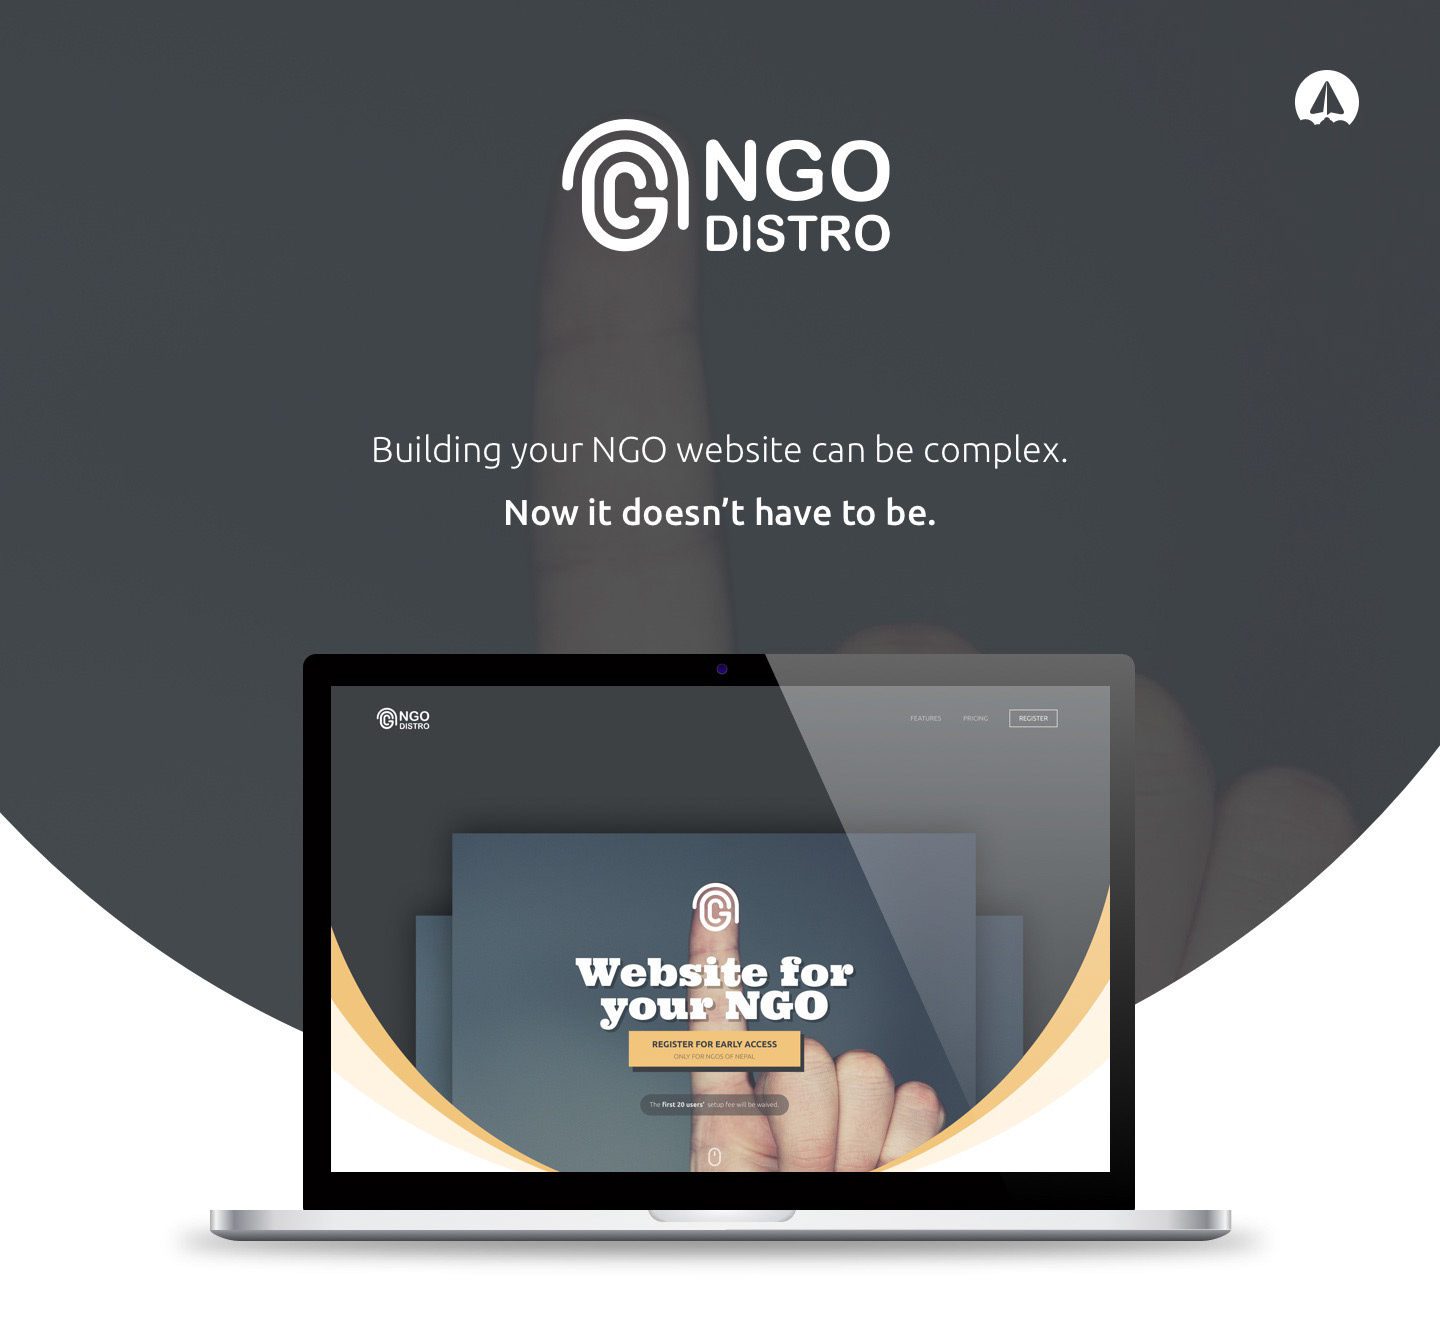 NGO
DISTRO
Building your NGO website can be complex.
Now it doesn't have to be.
NGO
DISTRO
FEATURES PRICING REGISTER
Website for
your NGO
REGISTER FOR EARLY ACCESS
ONLY FOR NGOS OF NEPAL
The first 20 users' setup fee will be waived.